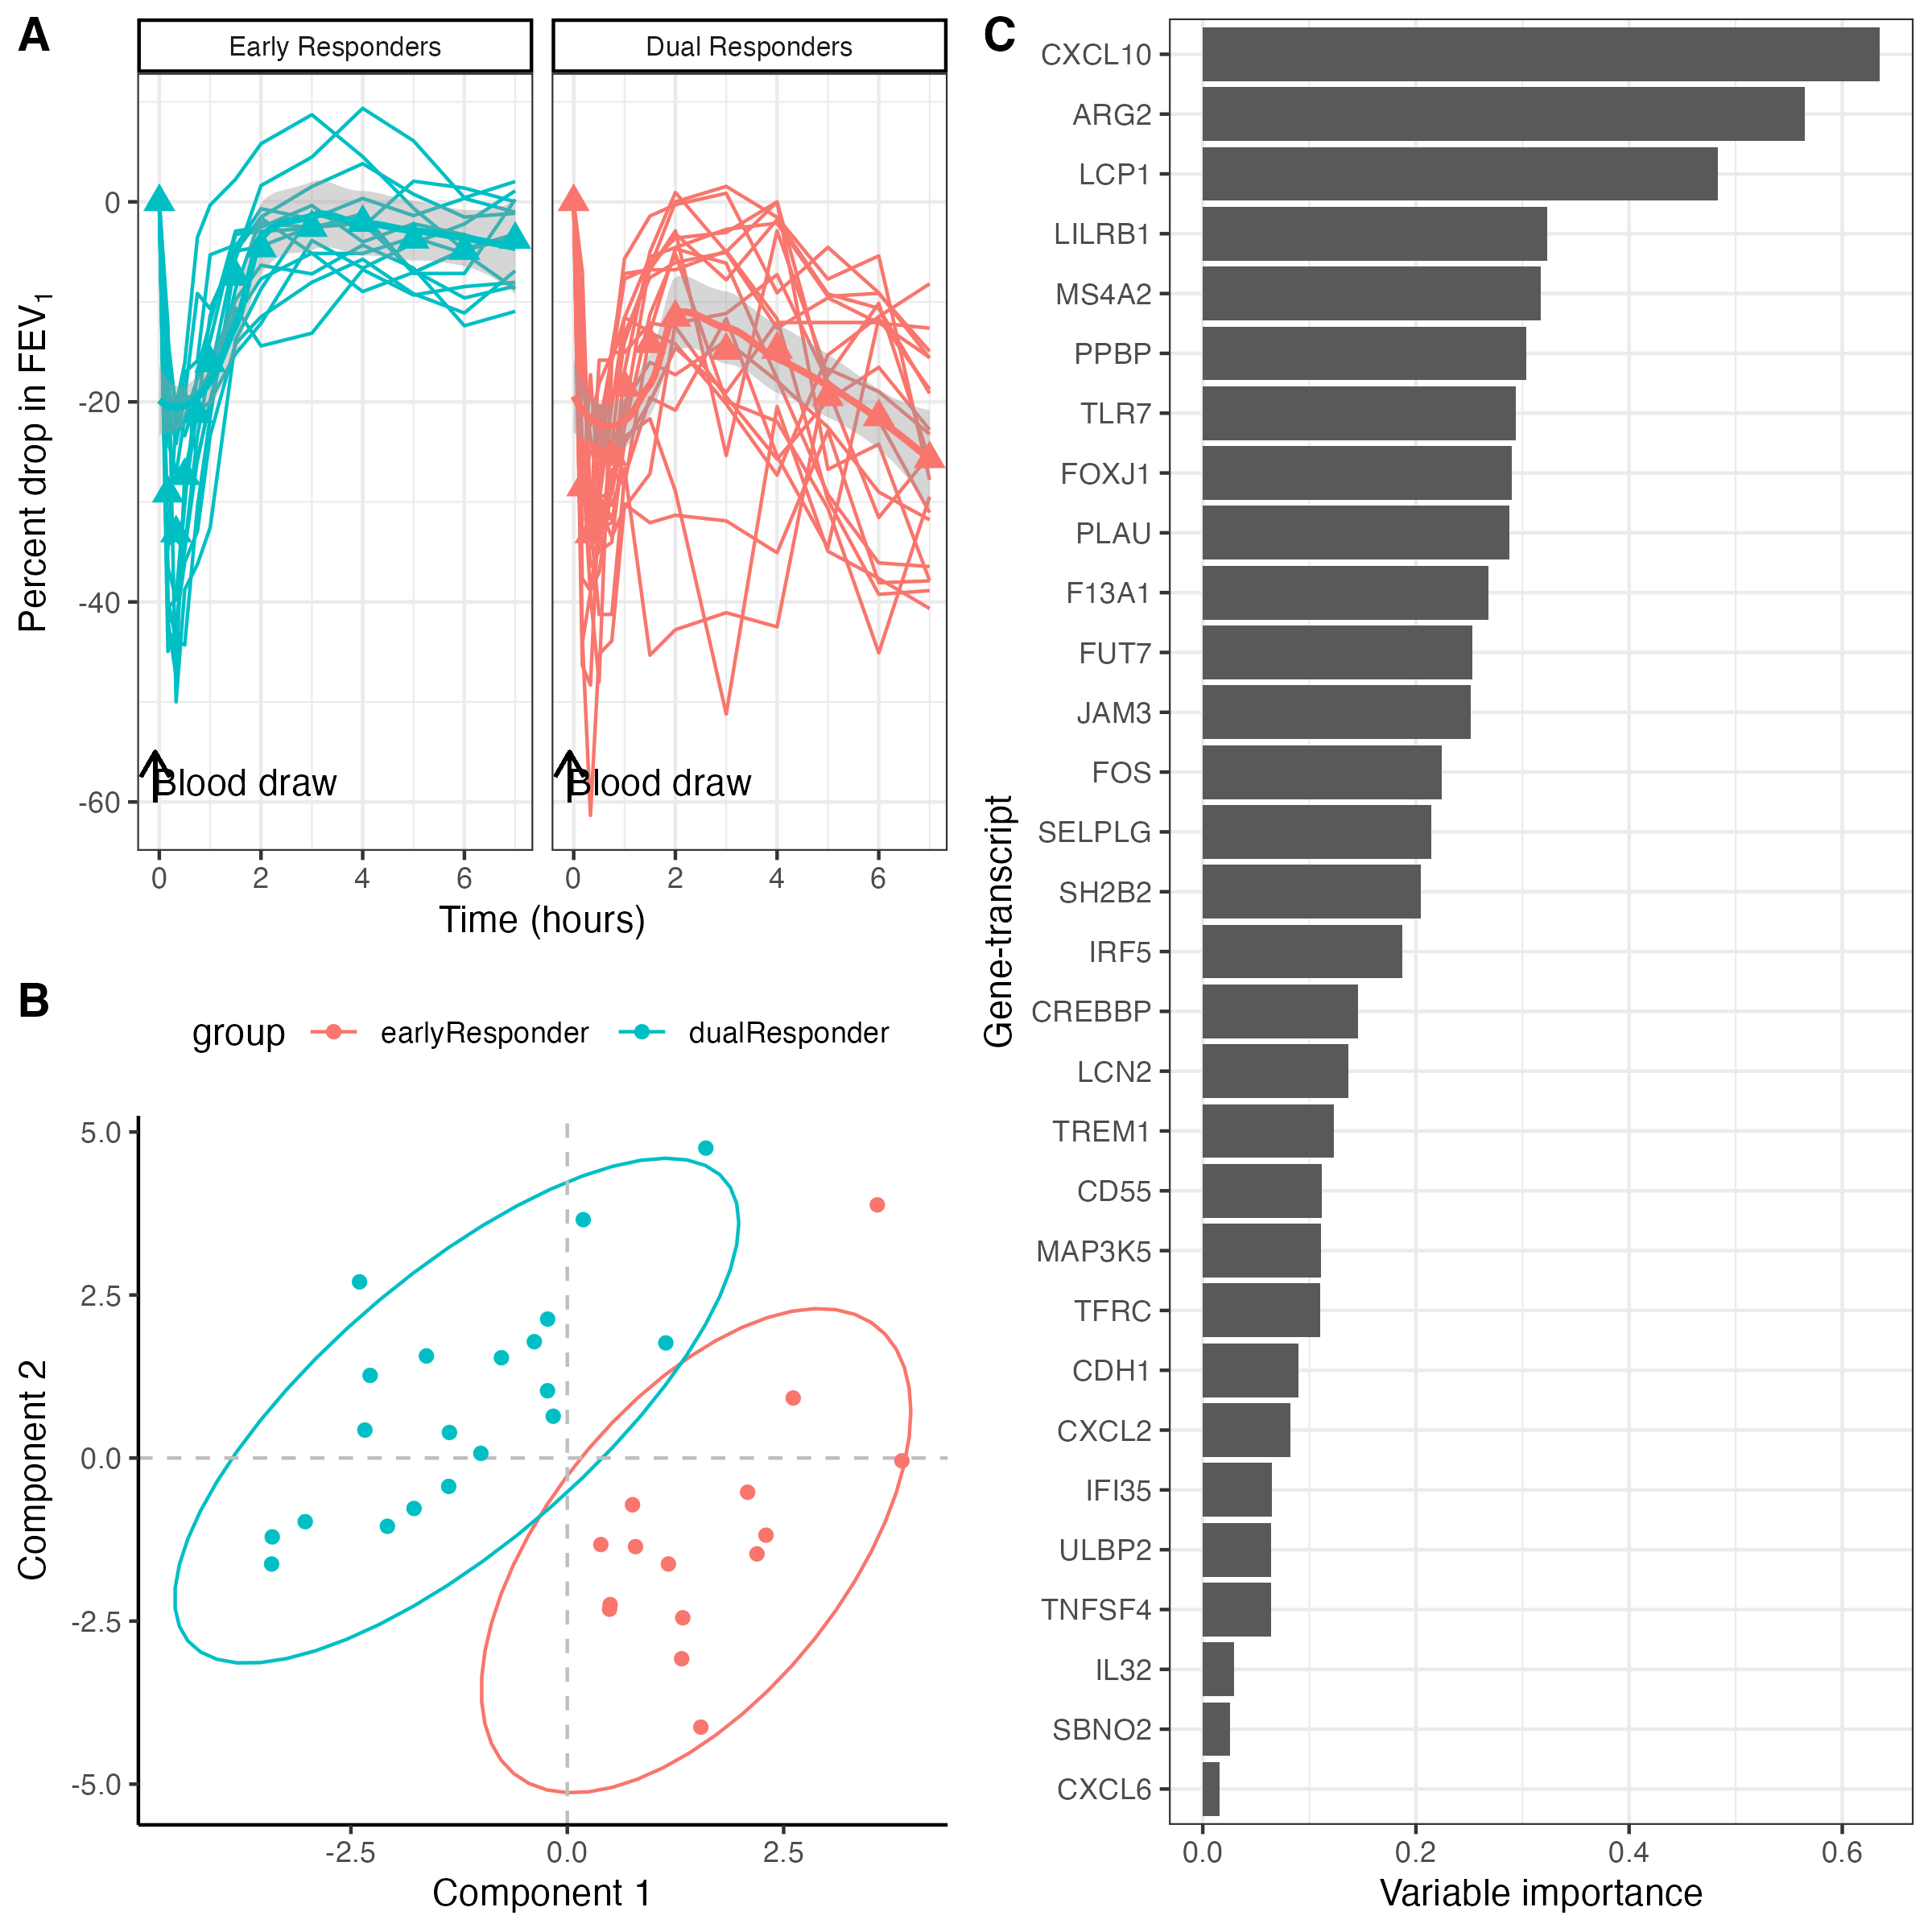 A
Early Responders
Dual Responders
Percent drop in FEV1
0
-20
-40
-60
Blood draw
Blood draw
0 2 4 6
0 2 4 6
Time (hours)
B
group earlyResponder dualResponder
Component 2
5.0
2.5
0.0
-2.5
-5.0
-2.5 0.0 2.5
Component 1
C
Gene-transcript
CXCL10
ARG2
LCP1
LILRB1
MS4A2
PPBP
TLR7
FOXJ1
PLAU
F13A1
FUT7
JAM3
FOS
SELPLG
SH2B2
IRF5
CREBBP
LCN2
TREM1
CD55
MAP3K5
TFRC
CDH1
CXCL2
IFI35
ULBP2
TNFSF4
IL32
SBNO2
CXCL6
0.0 0.2 0.4 0.6
Variable importance